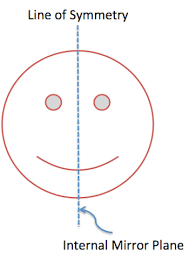 Line of Symmetry
Internal Mirror Plane